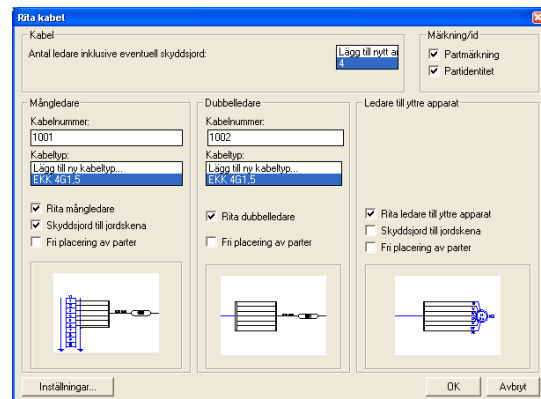 Rita kabel
Kabel
Antal ledare inklusive eventuell skyddsjord:
Lägg till nytt a
4
Märkning/id
Partmärkning
Partidentitet
Mångledare
Kabelnummer:
1001
Kabeltyp:
Lägg till ny kabeltyp...
EKK 4G1,5
Rita mångledare
Skyddsjord till jordskena
Fri placering av parter
Dubbelledare
Kabelnummer:
1002
Kabeltyp:
Lägg till ny kabeltyp...
EKK 4G1,5
Rita dubbelledare
Fri placering av parter
Ledare till yttre apparat
Rita ledare till yttre apparat
Skyddsjord till jordskena
Fri placering av parter
Inställningar...
OK
Avbryt